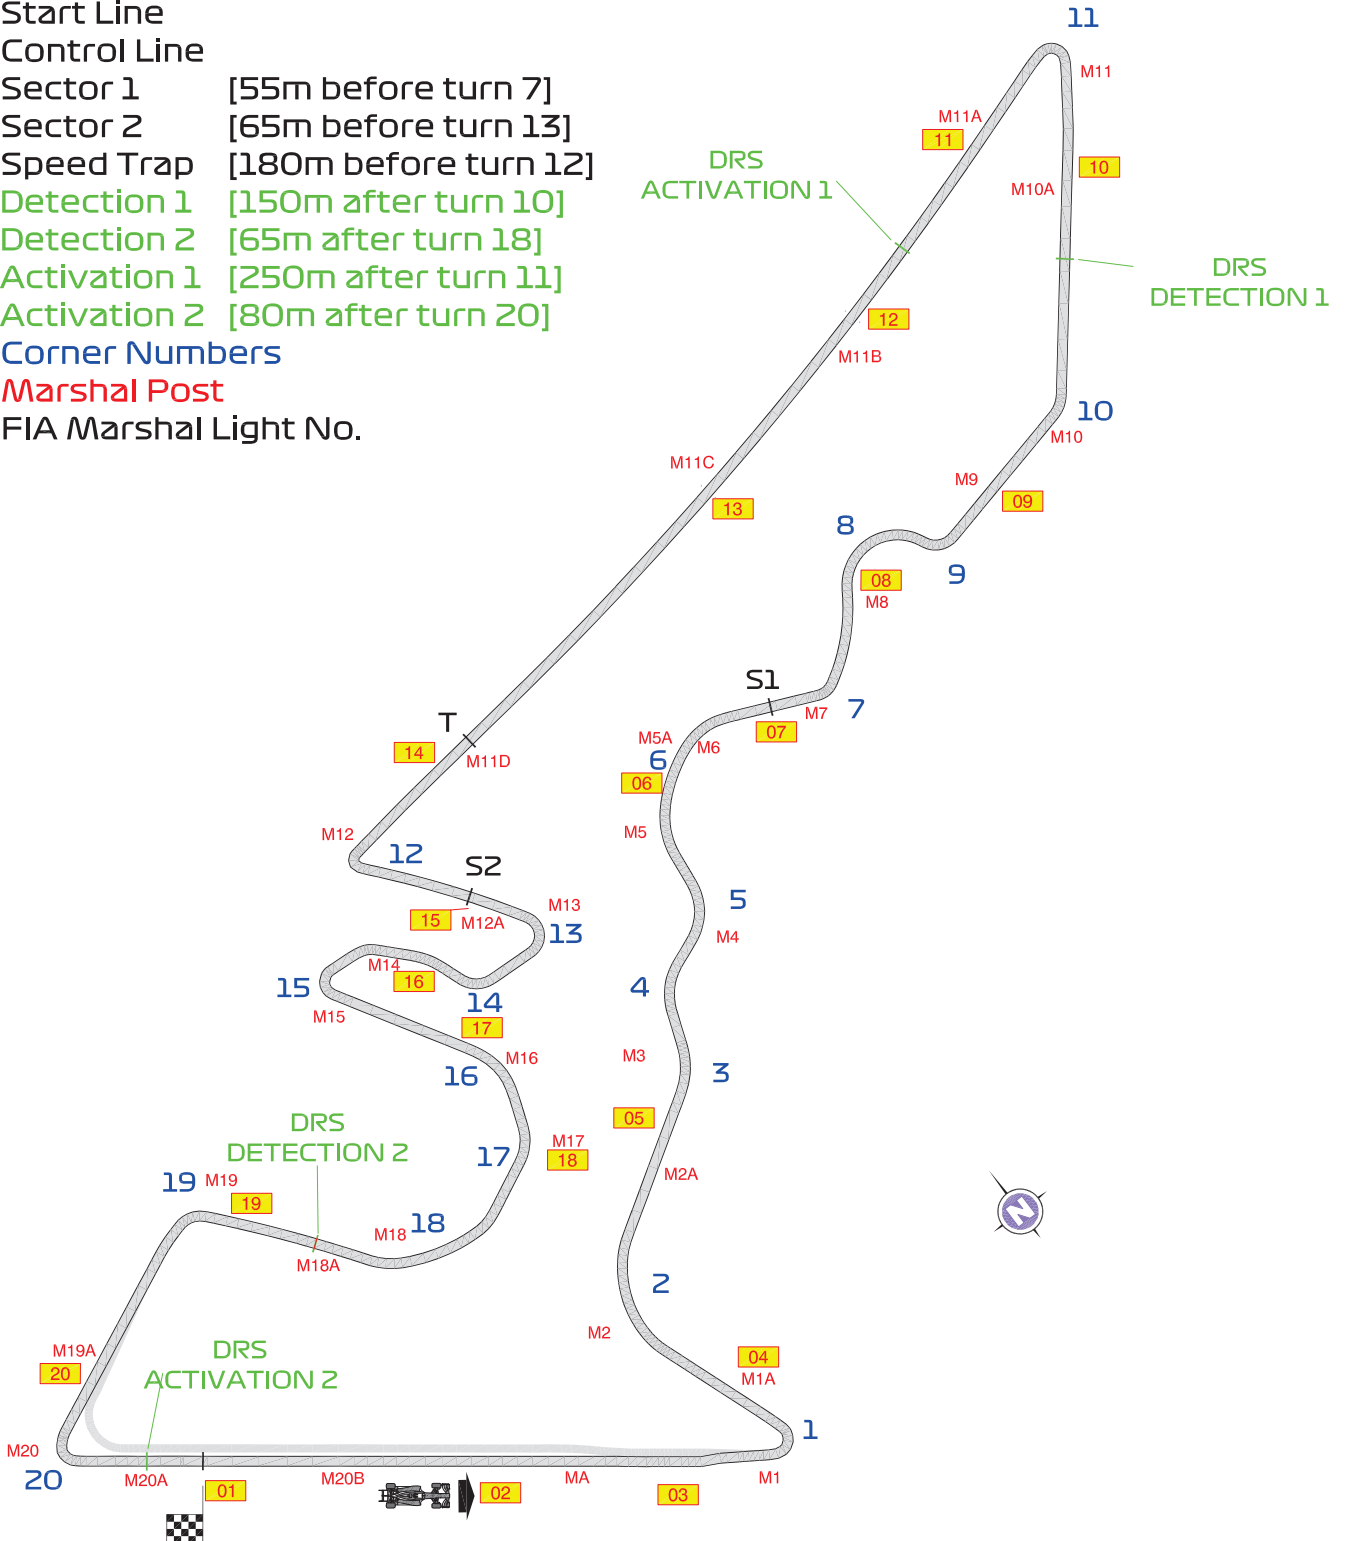 Start Line
Control Line
Sector 1 [55m before turn 7]
Sector 2 [65m before turn 13]
Speed Trap [180m before turn 12]
Detection 1 [150m after turn 10]
Detection 2 [65m after turn 18]
Activation 1 [250m after turn 11]
Activation 2 [80m after turn 20]
Corner Numbers
Marshal Post
FIA Marshal Light No.
11
M11
M11A
11
DRS
ACTIVATION 1
10
M10A
DRS
DETECTION 1
12
M11B
10
M10
M11C
13
M9
09
8
9
08
M8
S1
7
M7
07
T
14
M11D
M5A
M6
6
06
M5
M12
12
S2
15
M12A
M13
13
5
M4
M14
16
15
14
M15
17
4
M16
16
M3
3
05
DRS
DETECTION 2
M17
18
17
M2A
19
M19
19
M18
18
M18A
N
2
M2
M19A
20
DRS
ACTIVATION 2
04
M1A
1
M20
20
M20A
01
M20B
02
MA
03
M1